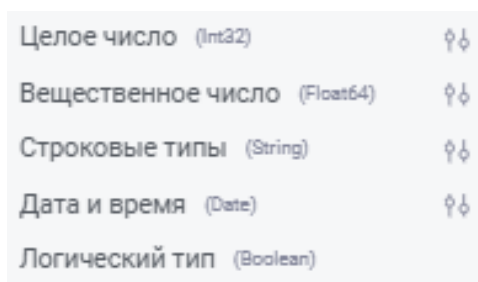 Целое число (Int32)
Вещественное число (Float64)
Строковые типы (String)
Дата и время (Date)
Логический тип (Boolean)